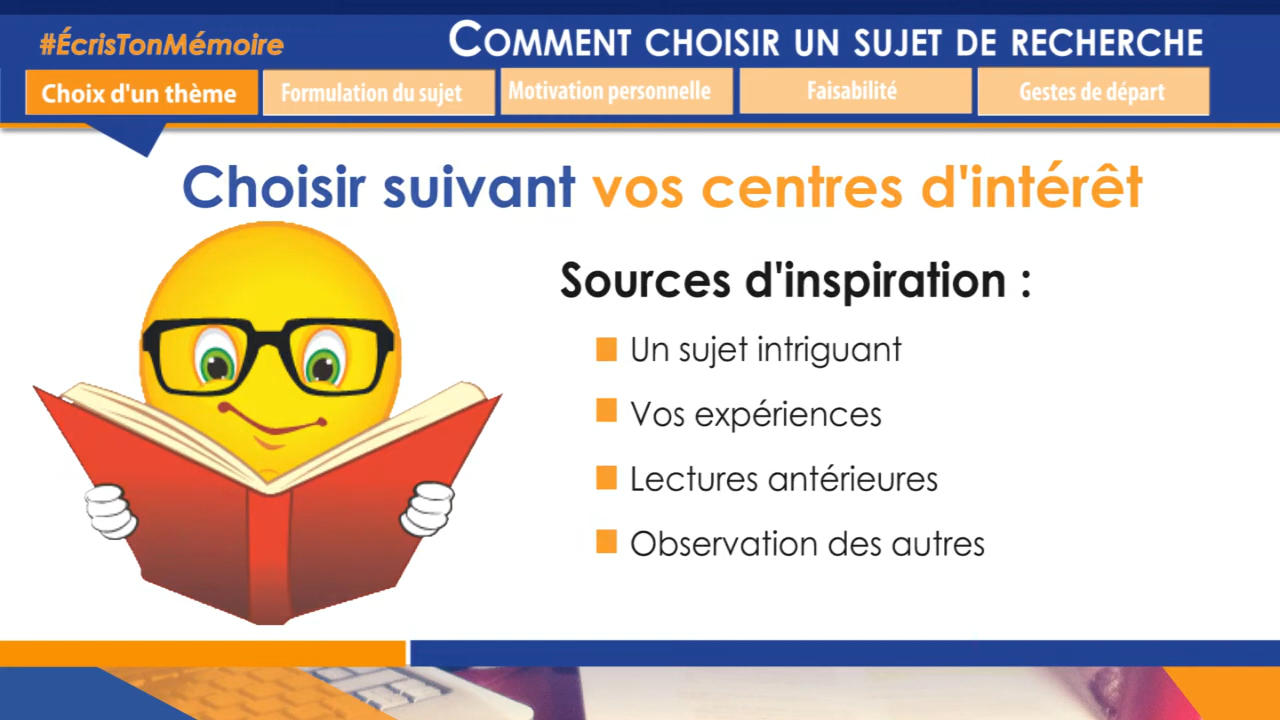 #ÉcrisTonMémoire
COMMENT CHOISIR UN SUJET DE RECHERCHE
Choix d'un thème
Formulation du sujet
Motivation personnelle
Faisabilité
Gestes de départ
Choisir suivant vos centres d'intérêt
Sources d'inspiration :
Un sujet intriguant
Vos expériences
Lectures antérieures
Observation des autres